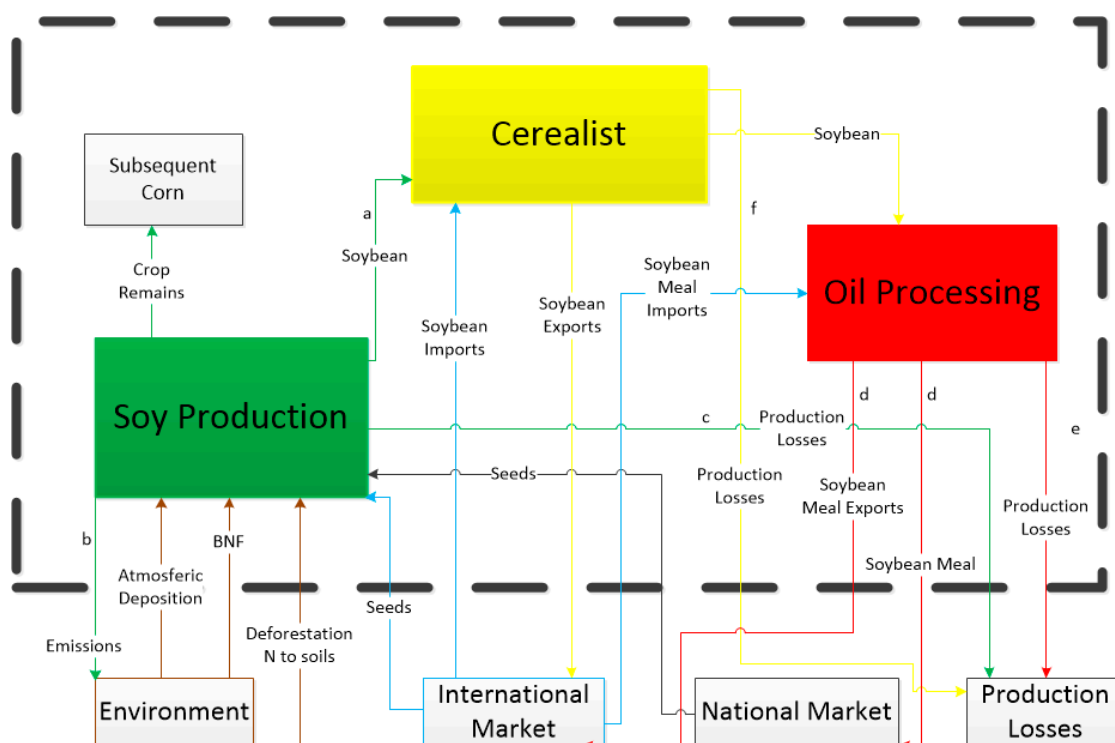 Cerealist
Soybean
Subsequent
Corn
a
f
Soybean
Crop
Remains
Soybean
Meal
Imports
Oil Processing
Soybean
Exports
Soybean
Imports
Soy Production
d
d
c
Production
Losses
e
Seeds
Production
Losses
Soybean
Meal Exports
Production
Losses
b
BNF
Atmosferic
Deposition
Soybean Meal
Seeds
Emissions
Deforestation
N to soils
Environment
International
Market
National Market
Production
Losses